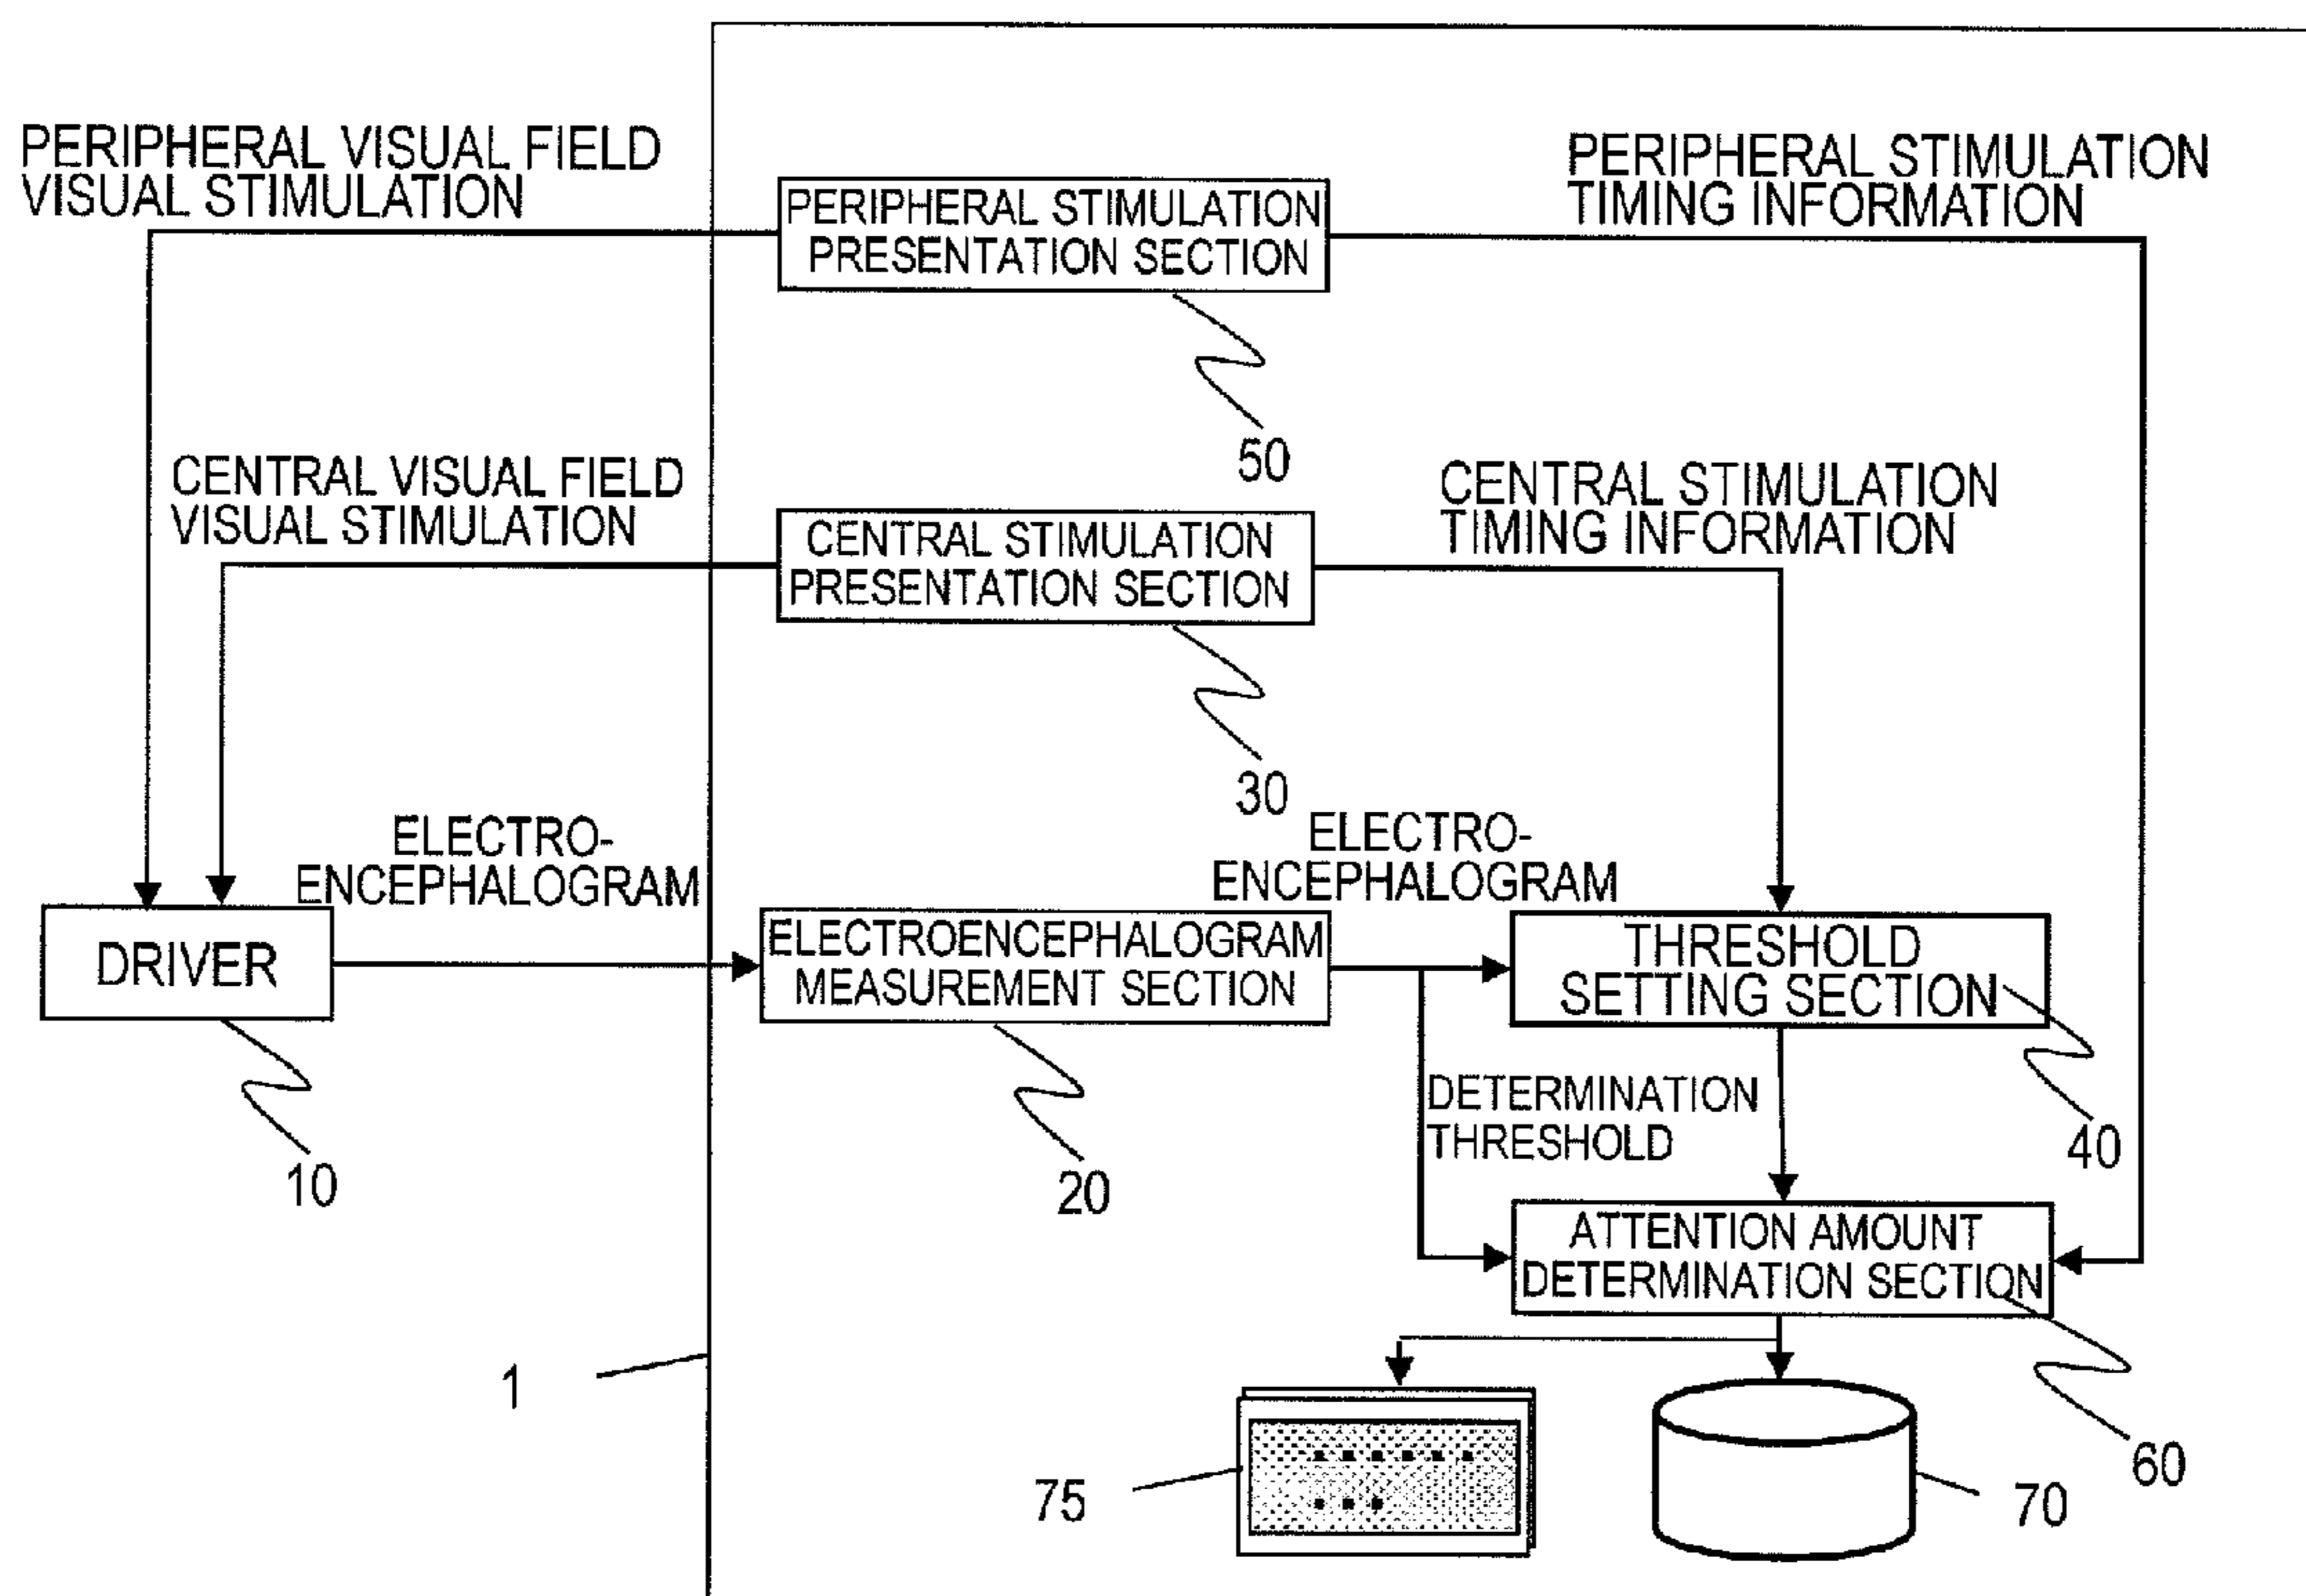 PERIPHERAL VISUAL FIELD
VISUAL STIMULATION
PERIPHERAL STIMULATION
PRESENTATION SECTION
PERIPHERAL STIMULATION
TIMING INFORMATION
50
CENTRAL VISUAL FIELD
VISUAL STIMULATION
CENTRAL STIMULATION
PRESENTATION SECTION
CENTRAL STIMULATION
TIMING INFORMATION
30
ELECTRO-
ENCEPHALOGRAM
ELECTRO-
ENCEPHALOGRAM
DRIVER
ELECTROENCEPHALOGRAM
MEASUREMENT SECTION
THRESHOLD
SETTING SECTION
10
20
DETERMINATION
THRESHOLD
40
ATTENTION AMOUNT
DETERMINATION SECTION
1
75
70
60